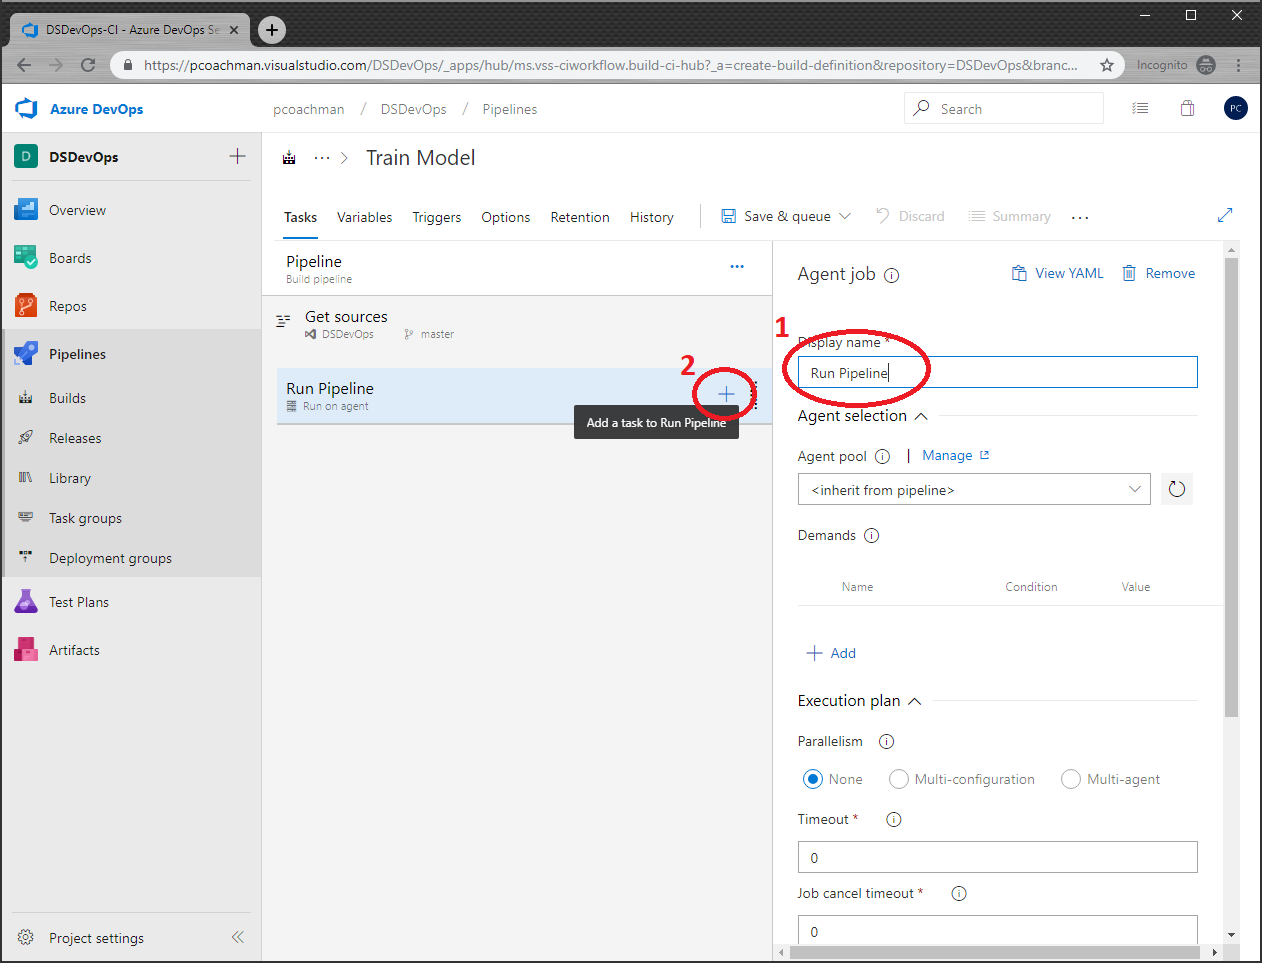 DSDevOps-CI - Azure DevOps Se
https://pcoachman.visualstudio.com/DSDevOps/_apps/hub/ms.vss-ciworkflow.build-ci-hub?_a=create-build-definition&repository=DSDevOps&branc...
Incognito
Azure DevOps
pcoachman / DSDevOps / Pipelines
Search
PC
D DSDevOps
Overview
Boards
Repos
Pipelines
Builds
Releases
Library
Task groups
Deployment groups
Test Plans
Artifacts
Project settings
... > Train Model
Tasks Variables Triggers Options Retention History
Save & queue Discard Summary ...
Pipeline
Build pipeline
Get sources
DSDevOps master
Run Pipeline
Run on agent
2
Add a task to Run Pipeline
Agent job
View YAML Remove
1
Display name *
Run Pipeline
Agent selection
Agent pool | Manage
<inherit from pipeline>
Demands
Name Condition Value
Add
Execution plan
Parallelism
None Multi-configuration Multi-agent
Timeout *
0
Job cancel timeout *
0